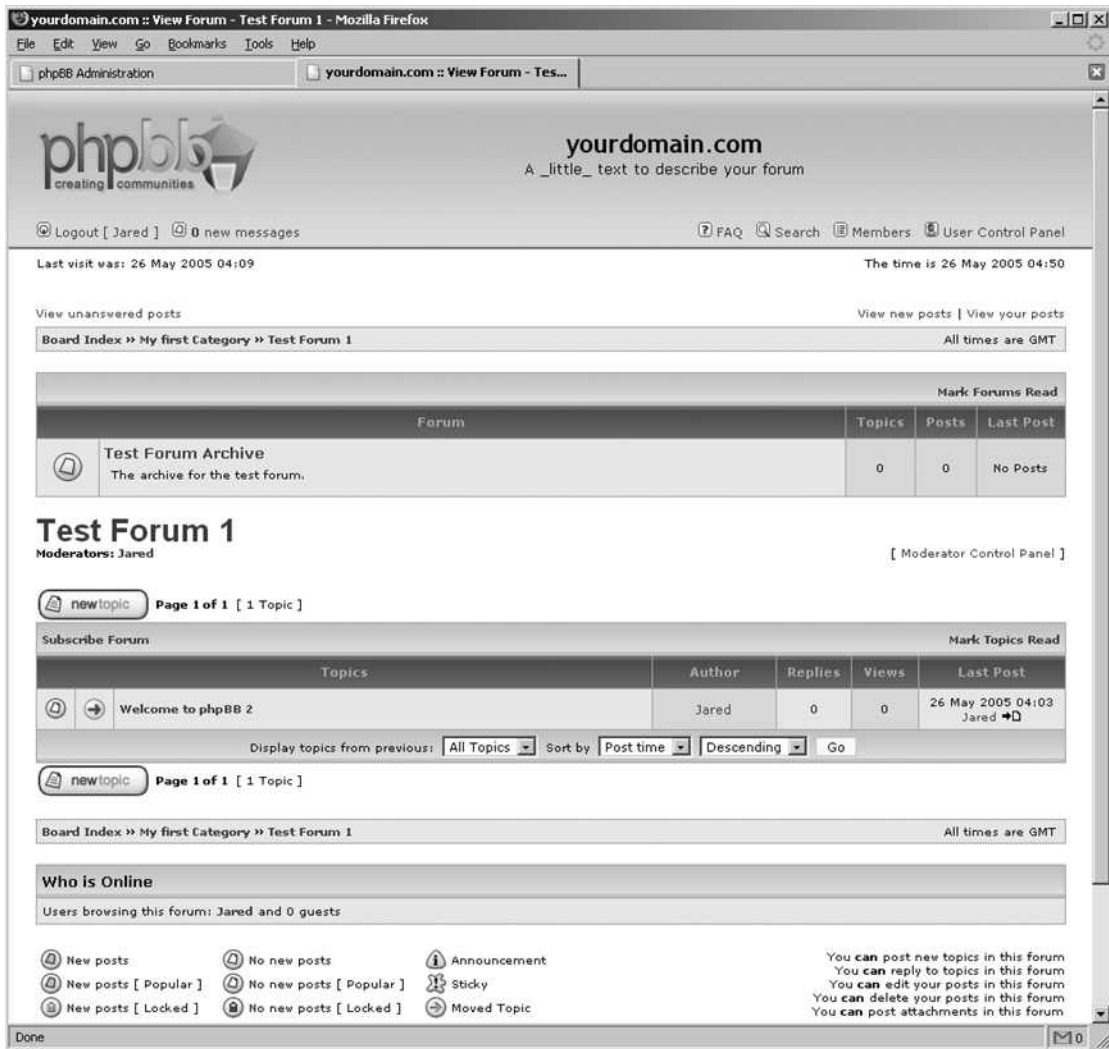 yourdomain.com :: View Forum - Test Forum 1 - Mozilla Firefox
File Edit View Go Bookmarks Tools Help
phpBB Administration
yourdomain.com :: View Forum - Tes...
phpbb
creating communities
yourdomain.com
A _little_ text to describe your forum
Logout [ Jared ] 0 new messages
FAQ Search Members User Control Panel
Last visit was: 26 May 2005 04:09
The time is 26 May 2005 04:50
View unanswered posts
View new posts | View your posts
Board Index » My first Category » Test Forum 1
All times are GMT
Mark Forums Read
Forum Topics Posts Last Post
Test Forum Archive
The archive for the test forum.
0 0 No Posts
Test Forum 1
Moderators: Jared
[ Moderator Control Panel ]
newtopic Page 1 of 1 [ 1 Topic ]
Subscribe Forum
Mark Topics Read
Topics Author Replies Views Last Post
Welcome to phpBB 2 Jared 0 0 26 May 2005 04:03
Jared
Display topics from previous: All Topics Sort by Post time Descending Go
newtopic Page 1 of 1 [ 1 Topic ]
Board Index » My first Category » Test Forum 1
All times are GMT
Who is Online
Users browsing this forum: Jared and 0 guests
New posts No new posts Announcement
New posts [ Popular ] No new posts [ Popular ] Sticky
New posts [ Locked ] No new posts [ Locked ] Moved Topic
You can post new topics in this forum
You can reply to topics in this forum
You can edit your posts in this forum
You can delete your posts in this forum
You can post attachments in this forum
Done
0